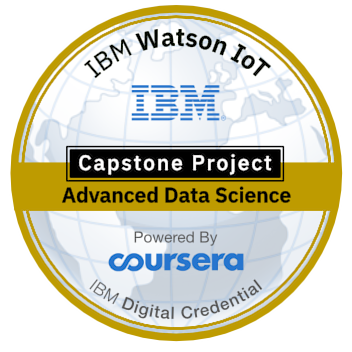 IBM Watson IoT
IBM
Capstone Project
Advanced Data Science
Powered By
coursera
IBM Digital Credential